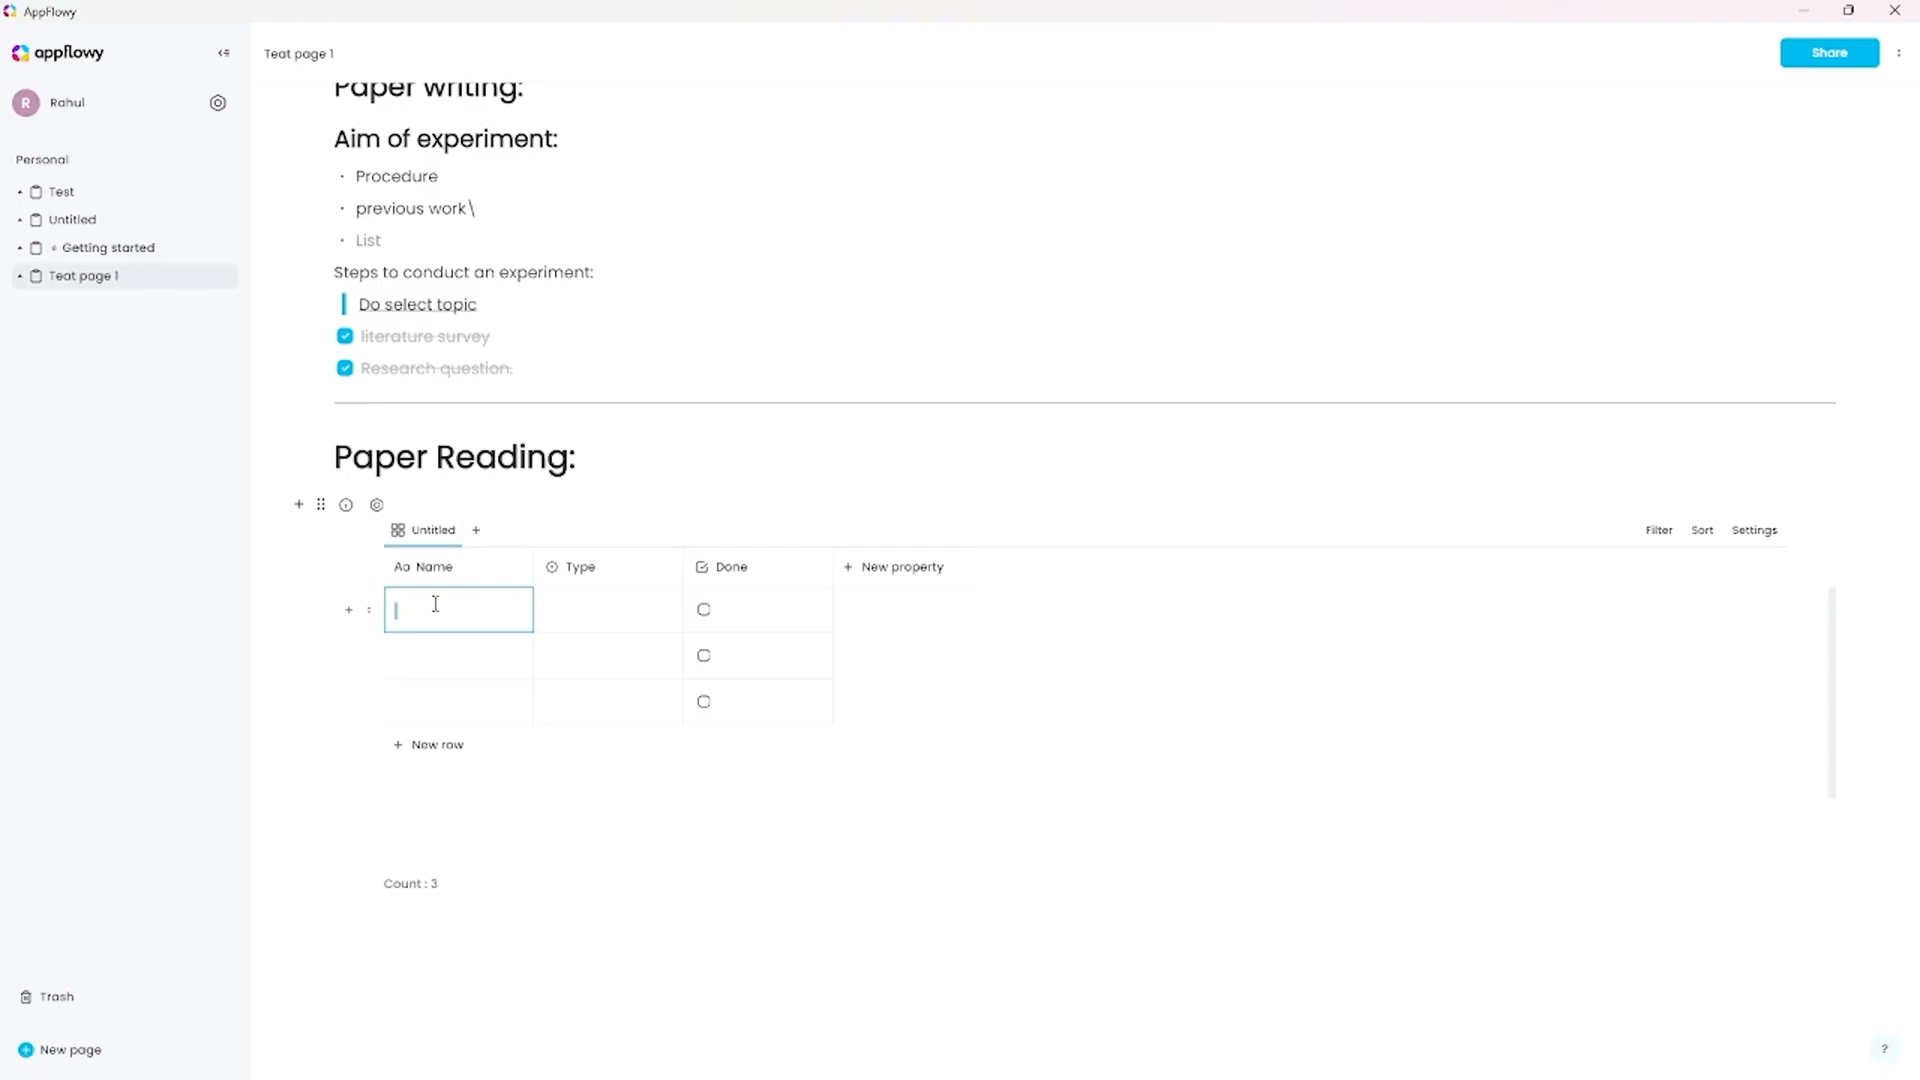 AppFlowy
appflowy
R Rahul
Personal
Test
Untitled
Getting started
Teat page 1
Trash
New page
Teat page 1
Share
Paper writing:
Aim of experiment:
Procedure
previous work\
List
Steps to conduct an experiment:
Do select topic
literature survey
Research question.
Paper Reading:
Untitled +
Filter Sort Settings
Aa Name Type Done + New property
+ New row
Count : 3
?